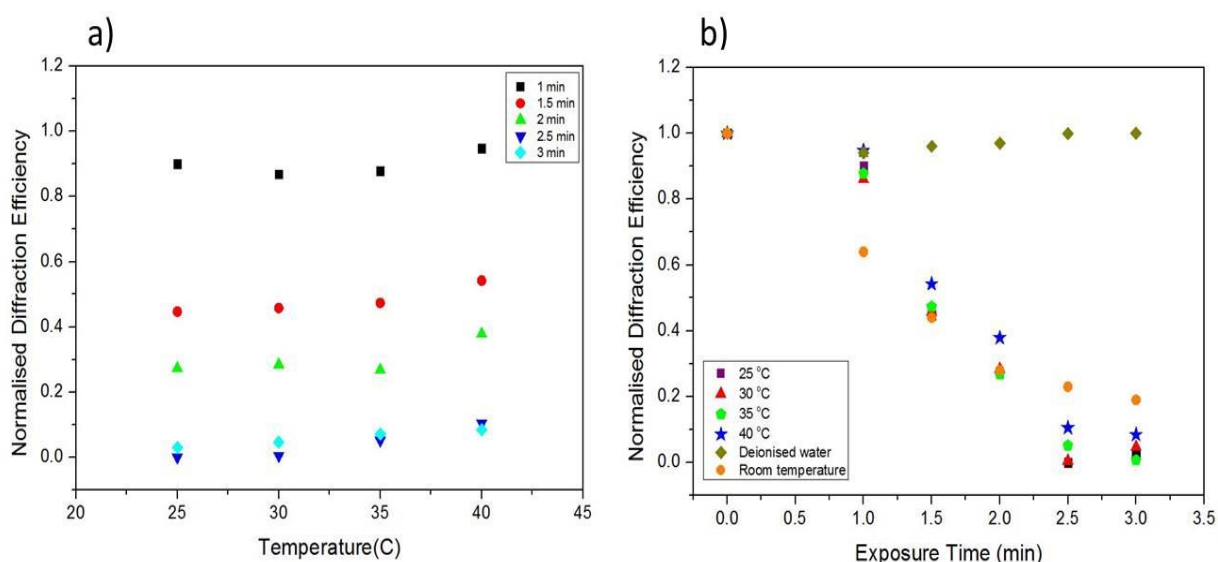 a)
1.2
1.0
0.8
0.6
0.4
0.2
0.0
Normalised Diffraction Efficiency
1 min
1.5 min
2 min
2.5 min
3 min
20 25 30 35 40 45
Temperature(C)
b)
1.2
1.0
0.8
0.6
0.4
0.2
0.0
Normalised Diffraction Efficiency
25 °C
30 °C
35 °C
40 °C
Deionised water
Room temperature
0.0 0.5 1.0 1.5 2.0 2.5 3.0 3.5
Exposure Time (min)